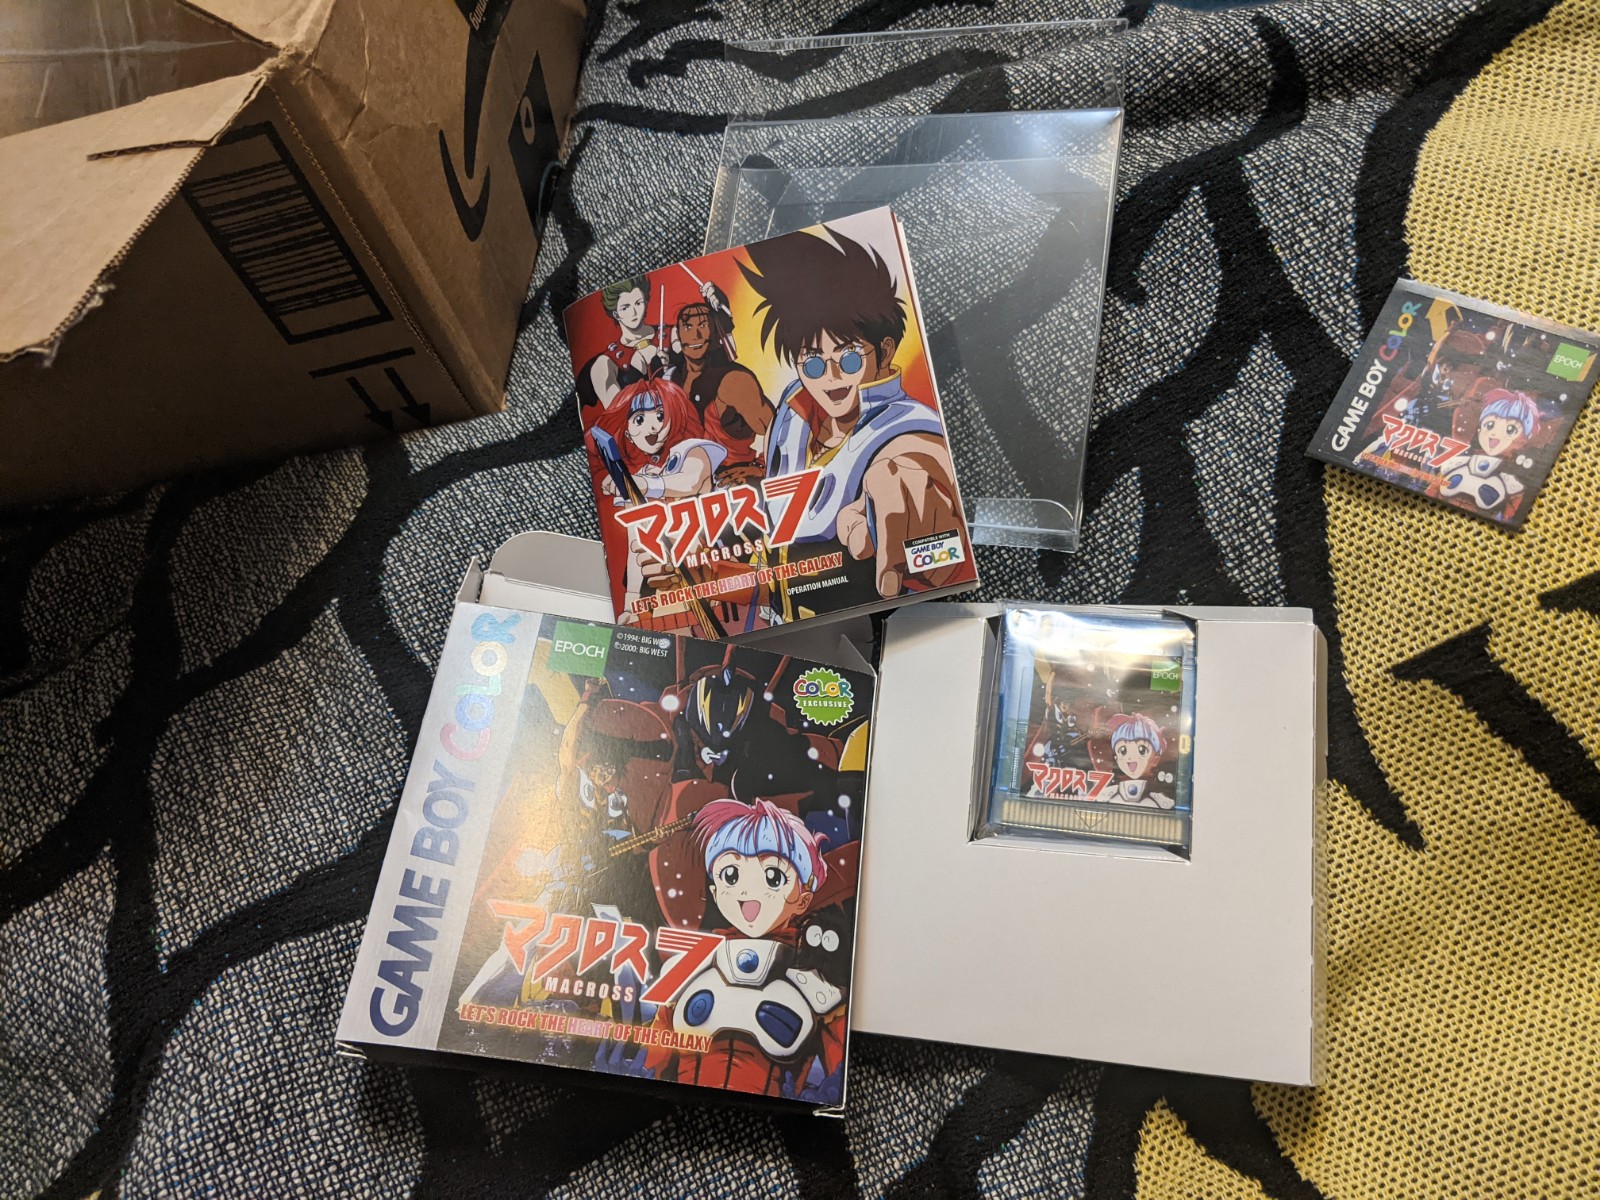 マクロス7
MACROSS
LET'S ROCK THE HEART OF THE GALAXY
OPERATION MANUAL
COMPATIBLE WITH
GAME BOY
COLOR
GAME BOY COLOR
EPOCH
マクロス7
MACROSS
GAME BOY COLOR
EPOCH
©1994: BIG WEST
©2000: BIG WEST
COLOR
EXCLUSIVE
マクロス7
MACROSS
LET'S ROCK THE HEART OF THE GALAXY
EPOCH
マクロス7
MACROSS